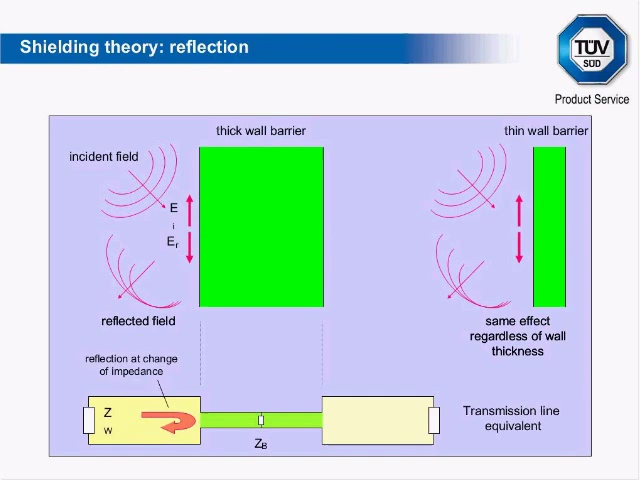 Shielding theory: reflection
TÜV
SÜD
Product Service
thick wall barrier
thin wall barrier
incident field
E
i
Er
reflected field
same effect
regardless of wall
thickness
reflection at change
of impedance
Z
W
ZB
Transmission line
equivalent